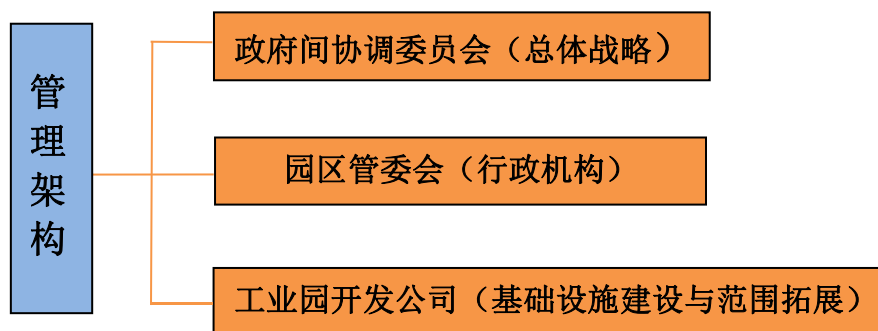 管理架构
政府间协调委员会（总体战略）
园区管委会（行政机构）
工业园开发公司（基础设施建设与范围拓展）